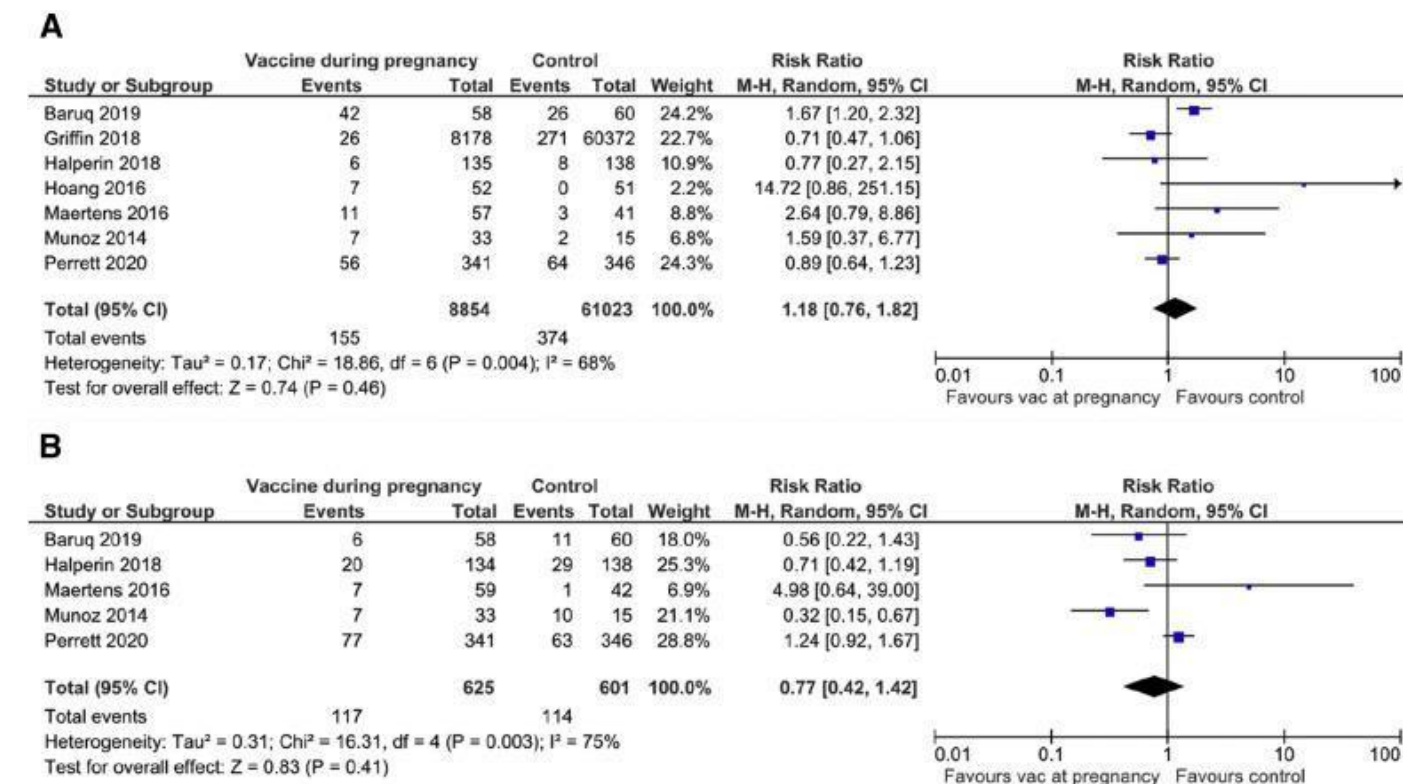 A
Vaccine during pregnancy Control Risk Ratio Risk Ratio
Study or Subgroup Events Total Events Total Weight M-H, Random, 95% CI M-H, Random, 95% CI
Baruq 2019 42 58 26 60 24.2% 1.67 [1.20, 2.32]
Griffin 2018 26 8178 271 60372 22.7% 0.71 [0.47, 1.06]
Halperin 2018 6 135 8 138 10.9% 0.77 [0.27, 2.15]
Hoang 2016 7 52 0 51 2.2% 14.72 [0.86, 251.15]
Maertens 2016 11 57 3 41 8.8% 2.64 [0.79, 8.86]
Munoz 2014 7 33 2 15 6.8% 1.59 [0.37, 6.77]
Perrett 2020 56 341 64 346 24.3% 0.89 [0.64, 1.23]
Total (95% CI) 8854 61023 100.0% 1.18 [0.76, 1.82]
Total events 155 374
Heterogeneity: Tau² = 0.17; Chi² = 18.86, df = 6 (P = 0.004); I² = 68%
Test for overall effect: Z = 0.74 (P = 0.46)
0.01 0.1 1 10 100
Favours vac at pregnancy Favours control
B
Vaccine during pregnancy Control Risk Ratio Risk Ratio
Study or Subgroup Events Total Events Total Weight M-H, Random, 95% CI M-H, Random, 95% CI
Baruq 2019 6 58 11 60 18.0% 0.56 [0.22, 1.43]
Halperin 2018 20 134 29 138 25.3% 0.71 [0.42, 1.19]
Maertens 2016 7 59 1 42 6.9% 4.98 [0.64, 39.00]
Munoz 2014 7 33 10 15 21.1% 0.32 [0.15, 0.67]
Perrett 2020 77 341 63 346 28.8% 1.24 [0.92, 1.67]
Total (95% CI) 625 601 100.0% 0.77 [0.42, 1.42]
Total events 117 114
Heterogeneity: Tau² = 0.31; Chi² = 16.31, df = 4 (P = 0.003); I² = 75%
Test for overall effect: Z = 0.83 (P = 0.41)
0.01 0.1 1 10 100
Favours vac at pregnancy Favours control